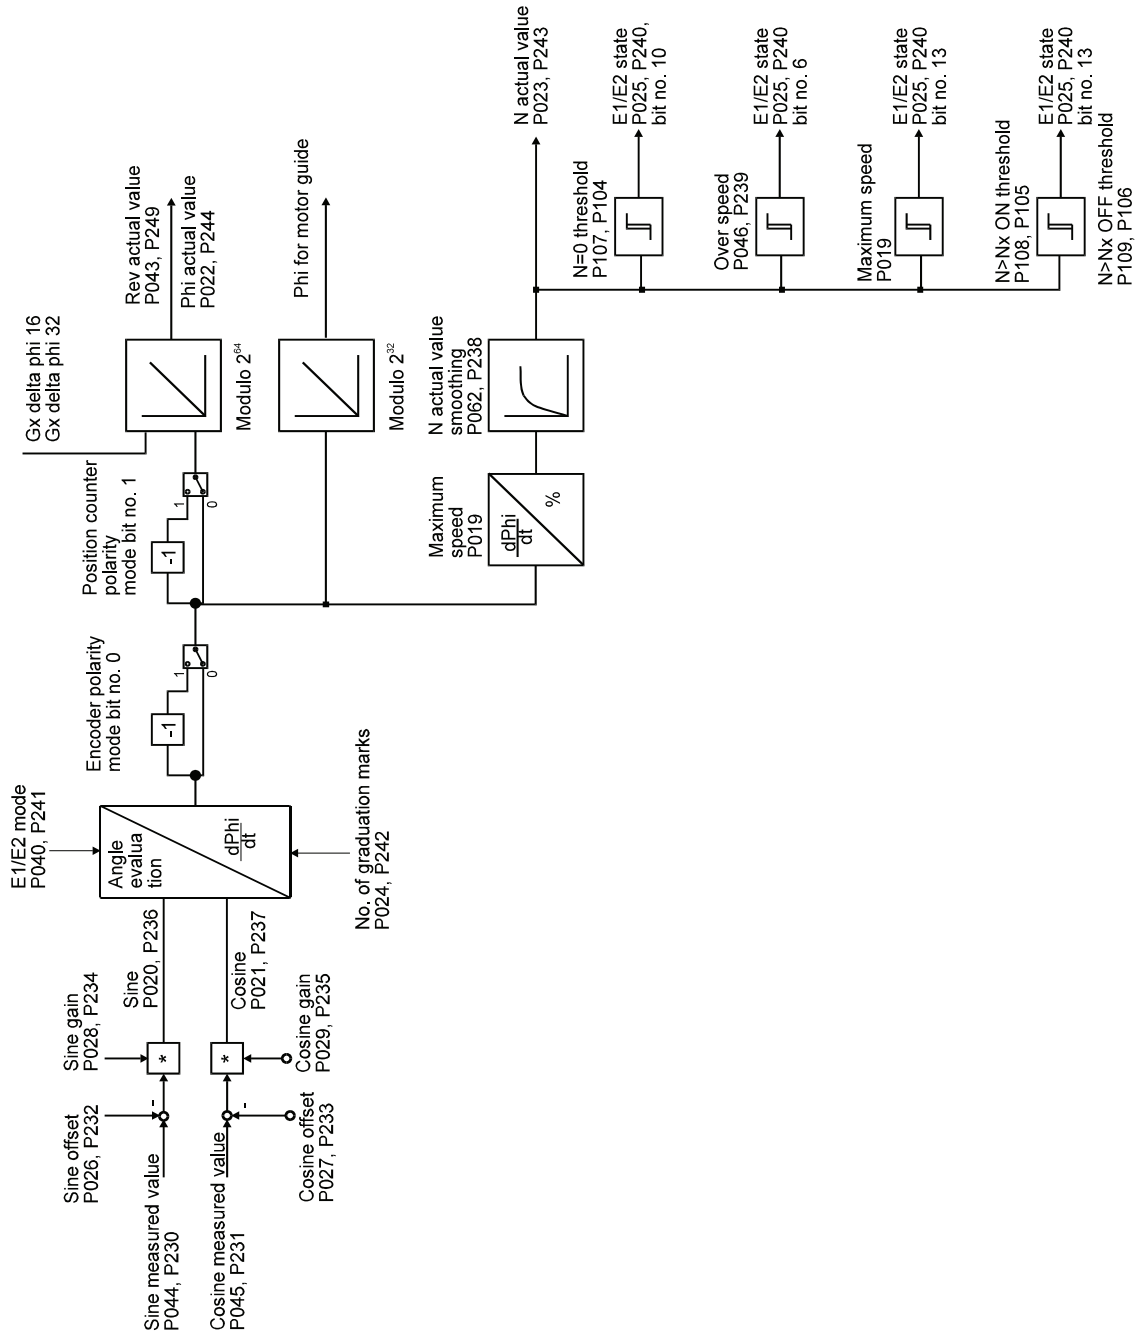 Sine measured value
P044, P230
Sine offset
P026, P232
-
Sine gain
P028, P234
*
Sine
P020, P236
Cosine measured value
P045, P231
Cosine offset
P027, P233
-
Cosine gain
P029, P235
*
Cosine
P021, P237
E1/E2 mode
P040, P241
Angle
evalua
tion
dPhi
dt
No. of graduation marks
P024, P242
Encoder polarity
mode bit no. 0
-1
1
0
Position counter
polarity
mode bit no. 1
-1
1
0
Gx delta phi 16
Gx delta phi 32
Modulo 2^64
Rev actual value
P043, P249
Phi actual value
P022, P244
Modulo 2^32
Phi for motor guide
Maximum
speed
P019
dPhi
dt
%
N actual value
smoothing
P062, P238
N actual value
P023, P243
N=0 threshold
P107, P104
E1/E2 state
P025, P240,
bit no. 10
Over speed
P046, P239
E1/E2 state
P025, P240
bit no. 6
Maximum speed
P019
E1/E2 state
P025, P240
bit no. 13
N>Nx ON threshold
P108, P105
E1/E2 state
P025, P240
bit no. 13
N>Nx OFF threshold
P109, P106